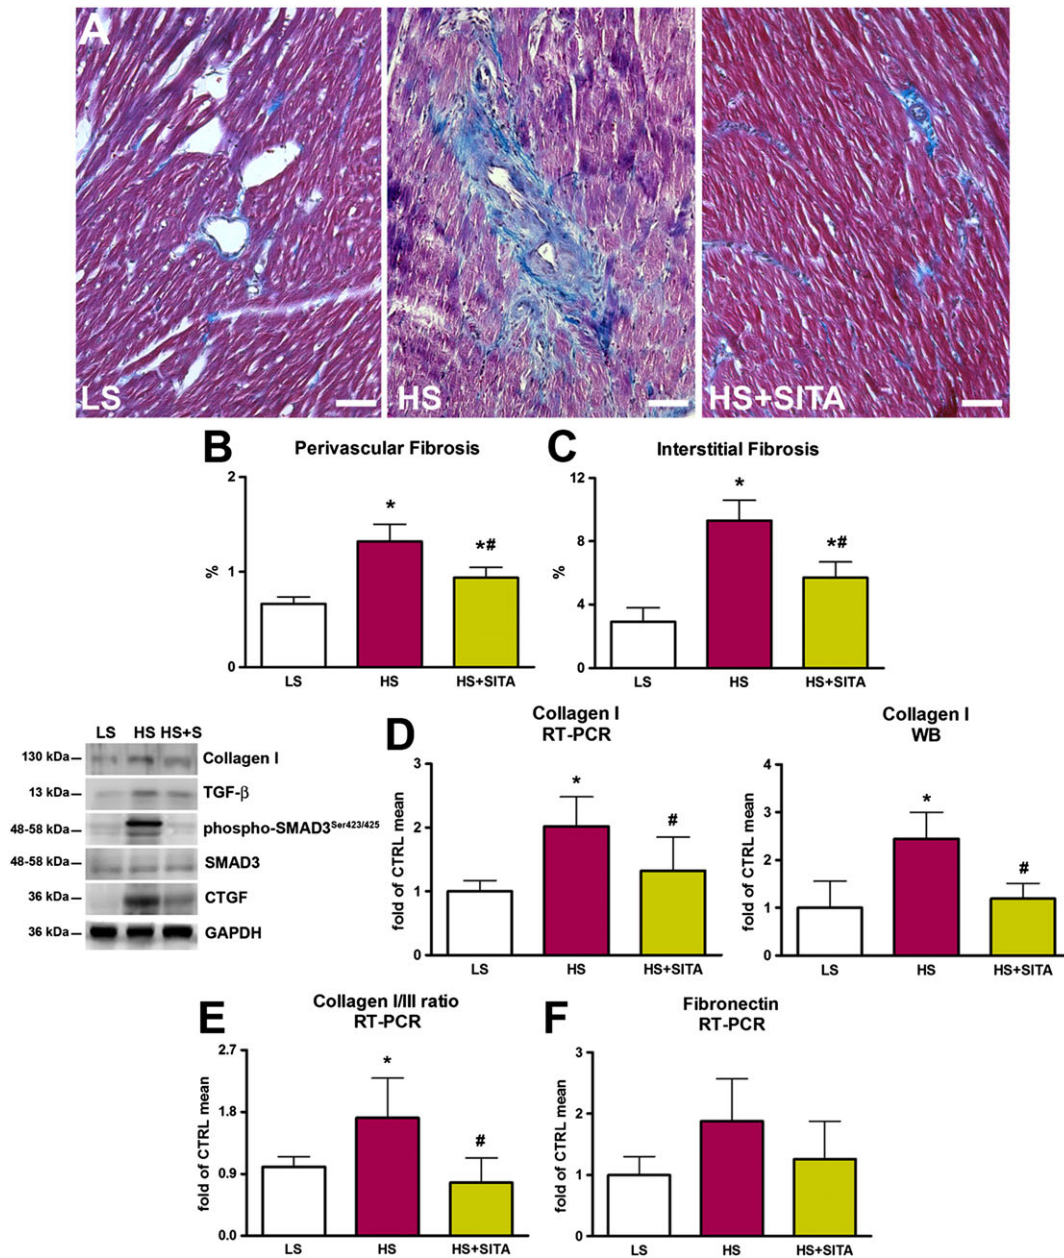 A
LS
HS
HS+SITA
B
Perivascular Fibrosis
2
1
0
%
*
*#
LS
HS
HS+SITA
C
Interstitial Fibrosis
12
8
4
0
%
*
*#
LS
HS
HS+SITA
LS HS HS+S
130 kDa Collagen I
13 kDa TGF-β
48-58 kDa phospho-SMAD3Ser423/425
48-58 kDa SMAD3
36 kDa CTGF
36 kDa GAPDH
D
Collagen I
RT-PCR
3
2
1
0
fold of CTRL mean
*
#
LS
HS
HS+SITA
Collagen I
WB
4
3
2
1
0
fold of CTRL mean
*
#
LS
HS
HS+SITA
E
Collagen I/III ratio
RT-PCR
2.7
1.8
0.9
0.0
fold of CTRL mean
*
#
LS
HS
HS+SITA
F
Fibronectin
RT-PCR
3
2
1
0
fold of CTRL mean
LS
HS
HS+SITA